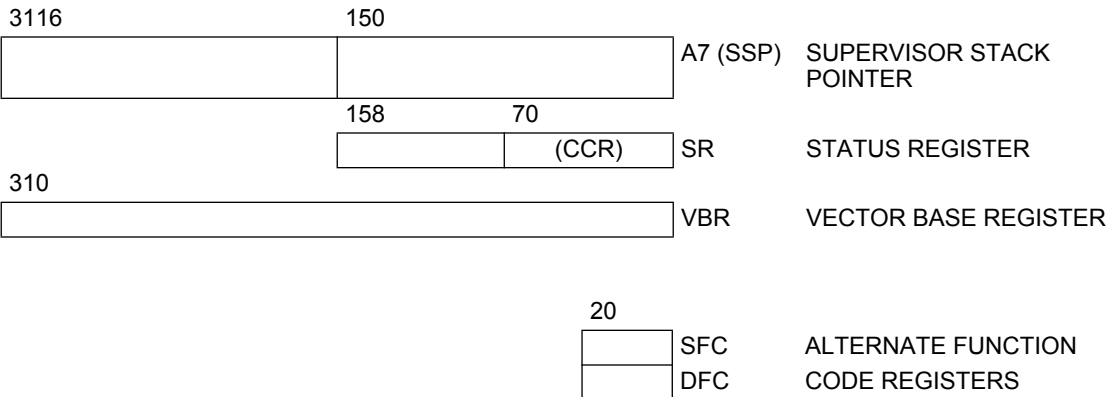 3116 150
A7 (SSP) SUPERVISOR STACK
POINTER
158 70
(CCR) SR STATUS REGISTER
310
VBR VECTOR BASE REGISTER
20
SFC ALTERNATE FUNCTION
DFC CODE REGISTERS